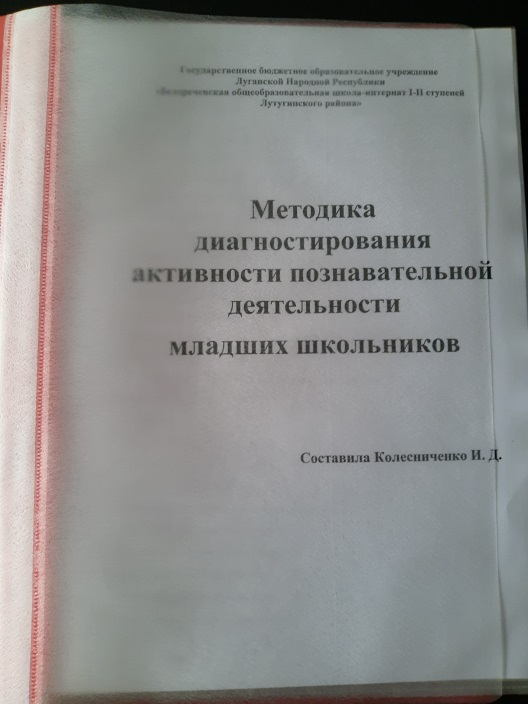 Государственное бюджетное образовательное учреждение
Луганской Народной Республики
«Белореченская общеобразовательная школа-интернат I-II ступеней
Лутугинского района»
Методика
диагностирования
активности познавательной
деятельности
младших школьников
Составила Колесниченко И. Д.